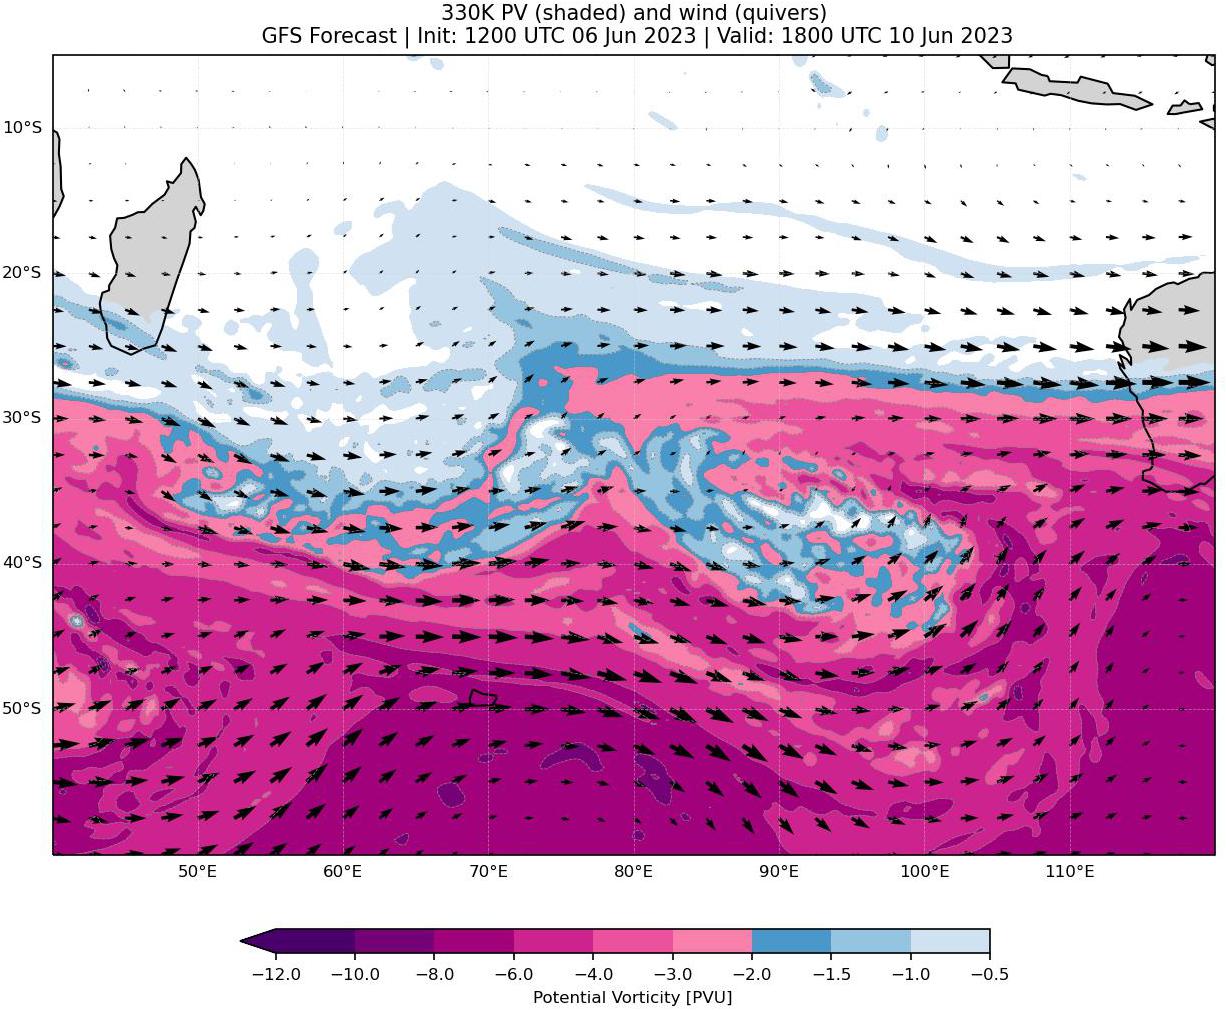 330K PV (shaded) and wind (quivers)
GFS Forecast | Init: 1200 UTC 06 Jun 2023 | Valid: 1800 UTC 10 Jun 2023
10°S
20°S
30°S
40°S
50°S
50°E 60°E 70°E 80°E 90°E 100°E 110°E
−12.0 −10.0 −8.0 −6.0 −4.0 −3.0 −2.0 −1.5 −1.0 −0.5
Potential Vorticity [PVU]